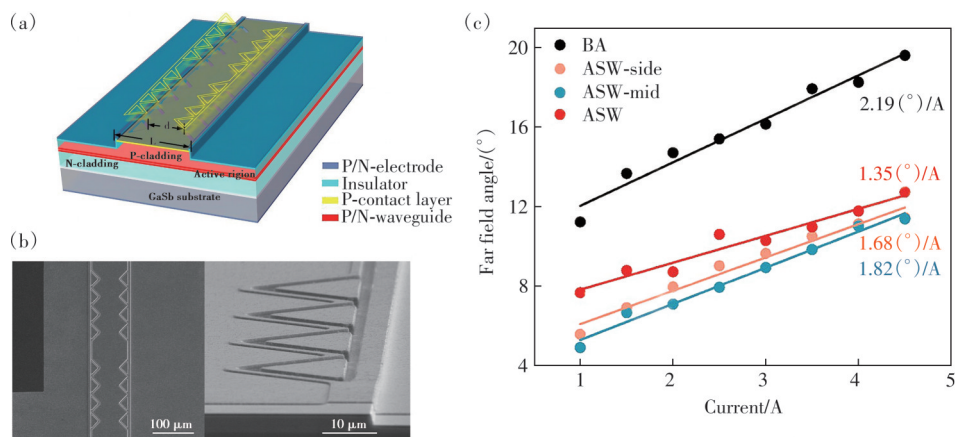 (a)
d
L
P-cladding
N-cladding
Active rigion
GaSb substrate
P/N-electrode
Insulator
P-contact layer
P/N-waveguide
(b)
100 μm
10 μm
(c)
20
16
12
8
4
Far field angle/(°)
BA
ASW-side
ASW-mid
ASW
2.19(°)/A
1.35(°)/A
1.68(°)/A
1.82(°)/A
1 2 3 4 5
Current/A